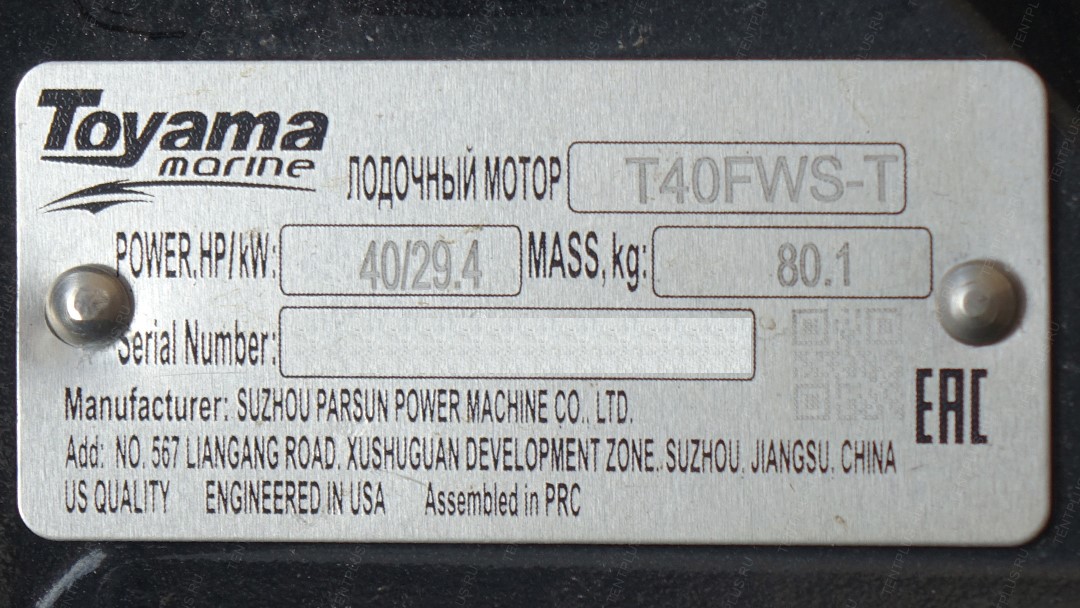 Toyama
marine
ЛОДОЧНЫЙ МОТОР T40FWS-T
POWER,HP/kW: 40/29.4 MASS, kg: 80.1
Serial Number:
EAC
Manufacturer: SUZHOU PARSUN POWER MACHINE CO., LTD.
Add: NO. 567 LIANGANG ROAD. XUSHUGUAN DEVELOPMENT ZONE. SUZHOU. JIANGSU. CHINA
US QUALITY ENGINEERED IN USA Assembled in PRC
TENTPLUS.RU